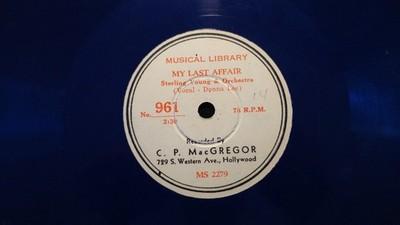 MUSICAL LIBRARY
MY LAST AFFAIR
Sterling Young & Orchestra
(Vocal - Donna Lee)
No. 961 78 R.P.M.
2:30
14
Recorded By
C. P. MacGREGOR
729 S. Western Ave., Hollywood
MS 2279